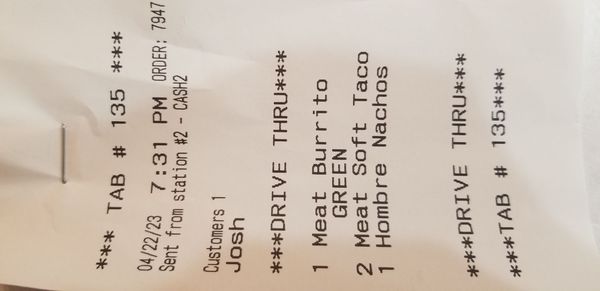 *** TAB # 135 ***
04/22/23 7:31 PM ORDER: 7947
Sent from station #2 - CASH2
Customers 1
Josh
***DRIVE THRU***
1 Meat Burrito
GREEN
2 Meat Soft Taco
1 Hombre Nachos
***DRIVE THRU***
***TAB # 135***